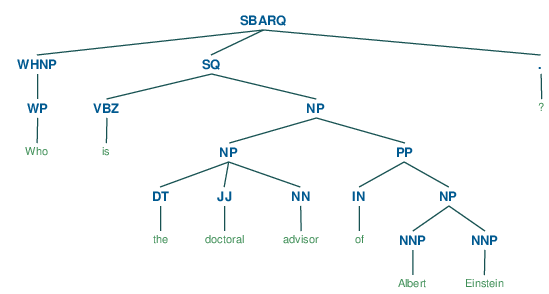 SBARQ
WHNP SQ .
WP VBZ NP ?
Who is NP PP
DT JJ NN IN NP
the doctoral advisor of NNP NNP
Albert Einstein